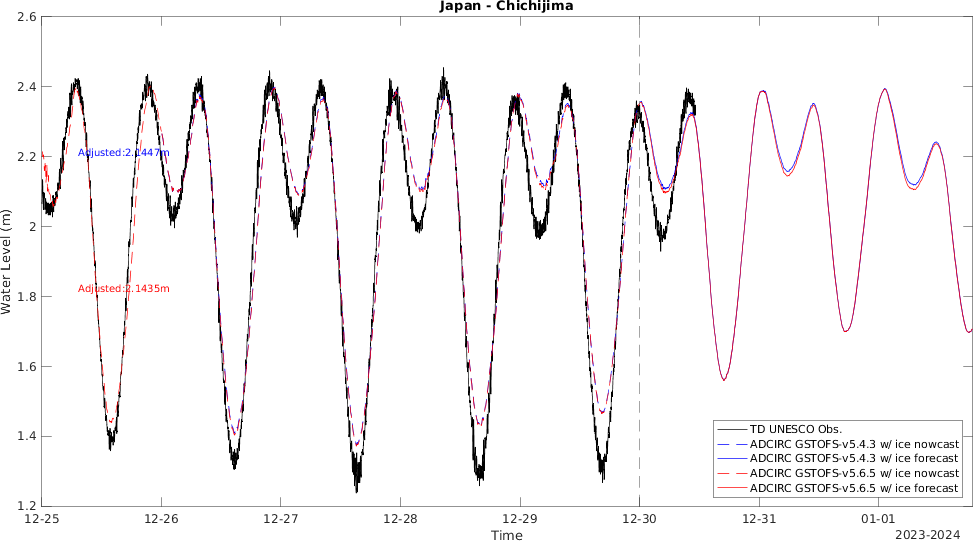 Japan - Chichijima
2.6
2.4
2.2
2
1.8
1.6
1.4
1.2
Water Level (m)
Adjusted:2.1447m
Adjusted:2.1435m
TD UNESCO Obs.
ADCIRC GSTOFS-v5.4.3 w/ ice nowcast
ADCIRC GSTOFS-v5.4.3 w/ ice forecast
ADCIRC GSTOFS-v5.6.5 w/ ice nowcast
ADCIRC GSTOFS-v5.6.5 w/ ice forecast
12-25 12-26 12-27 12-28 12-29 12-30 12-31 01-01
Time
2023-2024